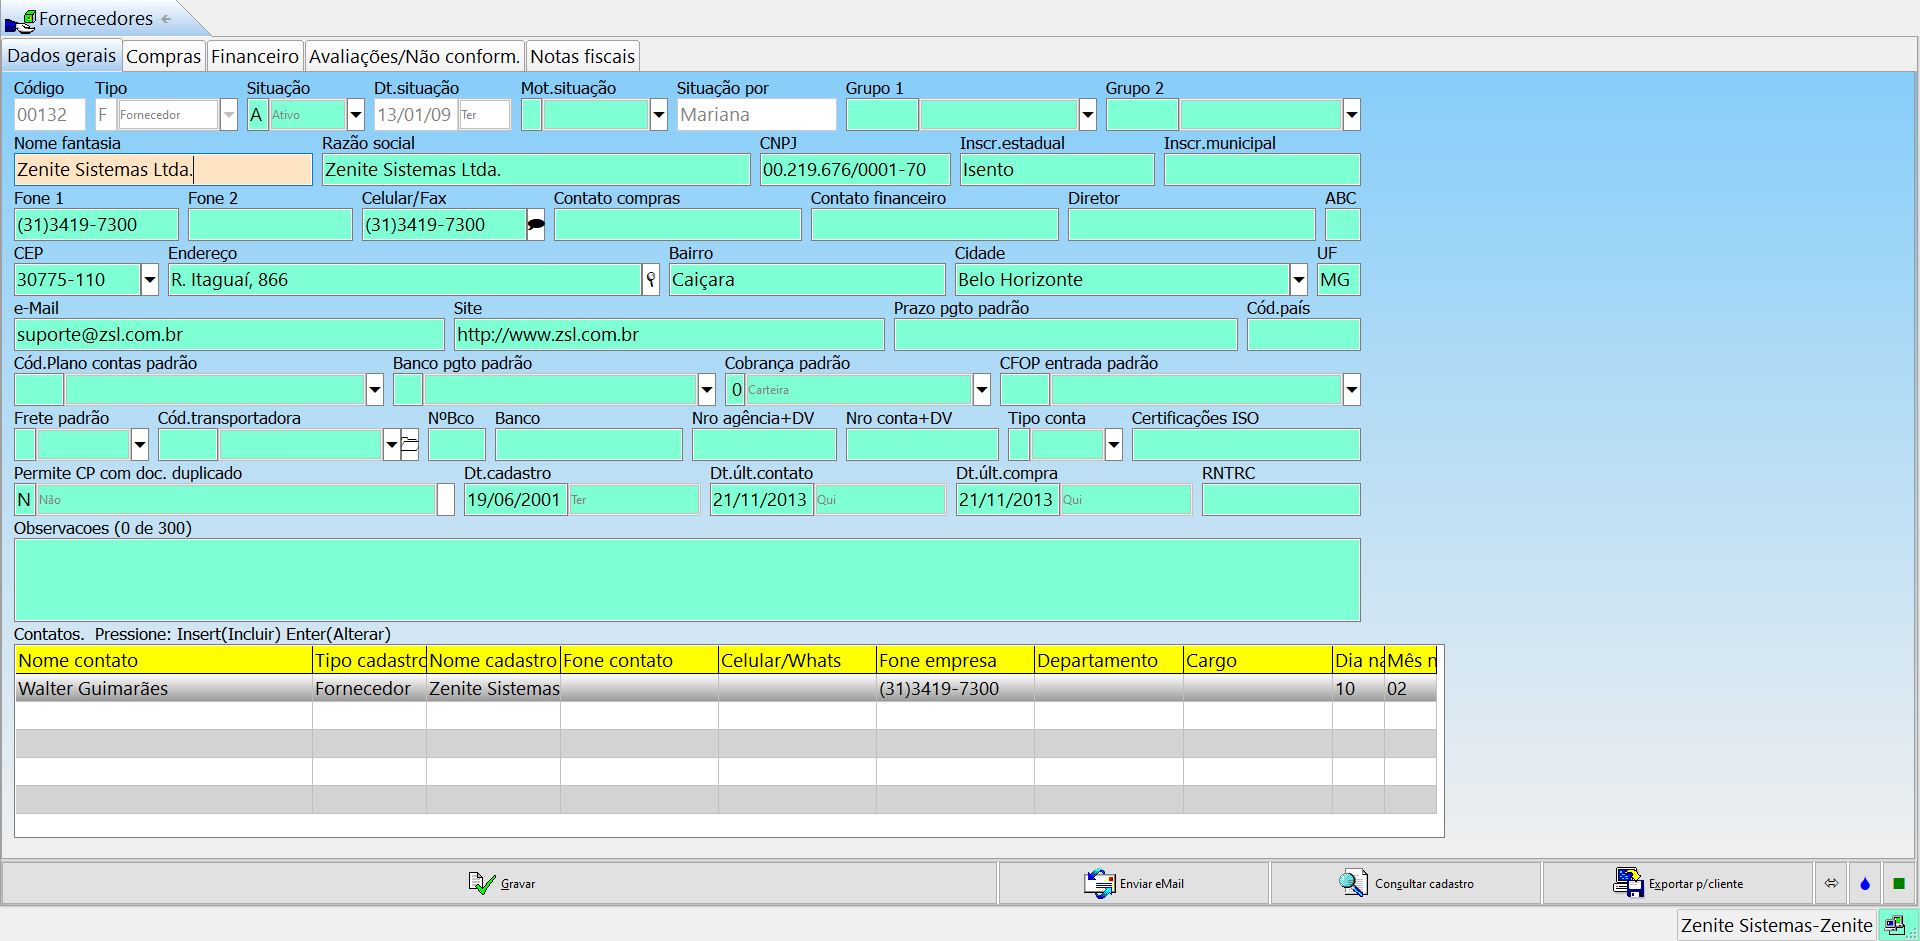 Fornecedores
Dados gerais Compras Financeiro Avaliações/Não conform. Notas fiscais
Código Tipo Situação Dt.situação Mot.situação Situação por Grupo 1 Grupo 2
00132 F Fornecedor A Ativo 13/01/09 Ter Mariana
Nome fantasia Razão social CNPJ Inscr.estadual Inscr.municipal
Zenite Sistemas Ltda. Zenite Sistemas Ltda. 00.219.676/0001-70 Isento
Fone 1 Fone 2 Celular/Fax Contato compras Contato financeiro Diretor ABC
(31)3419-7300 (31)3419-7300
CEP Endereço Bairro Cidade UF
30775-110 R. Itaguaí, 866 Caiçara Belo Horizonte MG
e-Mail Site Prazo pgto padrão Cód.país
suporte@zsl.com.br http://www.zsl.com.br
Cód.Plano contas padrão Banco pgto padrão Cobrança padrão CFOP entrada padrão
0 Carteira
Frete padrão Cód.transportadora NºBco Banco Nro agência+DV Nro conta+DV Tipo conta Certificações ISO
Permite CP com doc. duplicado Dt.cadastro Dt.últ.contato Dt.últ.compra RNTRC
N Não 19/06/2001 Ter 21/11/2013 Qui 21/11/2013 Qui
Observacoes (0 de 300)
Contatos. Pressione: Insert(Incluir) Enter(Alterar)
Nome contato Tipo cadastro Nome cadastro Fone contato Celular/Whats Fone empresa Departamento Cargo Dia na Mês n
Walter Guimarães Fornecedor Zenite Sistemas (31)3419-7300 10 02
Gravar Enviar eMail Consultar cadastro Exportar p/cliente
Zenite Sistemas-Zenite